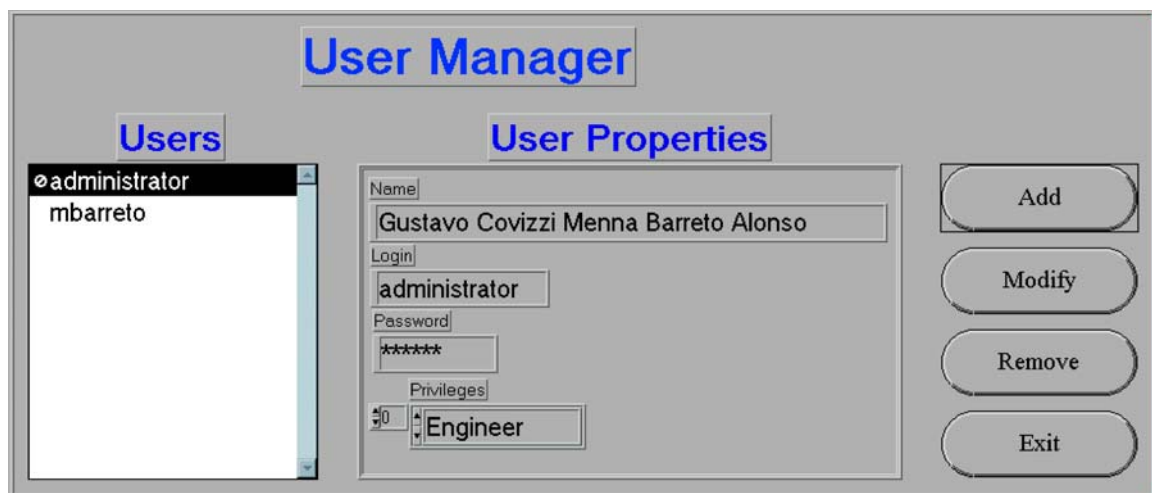 User Manager
Users
administrator
mbarreto
User Properties
Name
Gustavo Covizzi Menna Barreto Alonso
Login
administrator
Password
******
Privileges
0
Engineer
Add
Modify
Remove
Exit